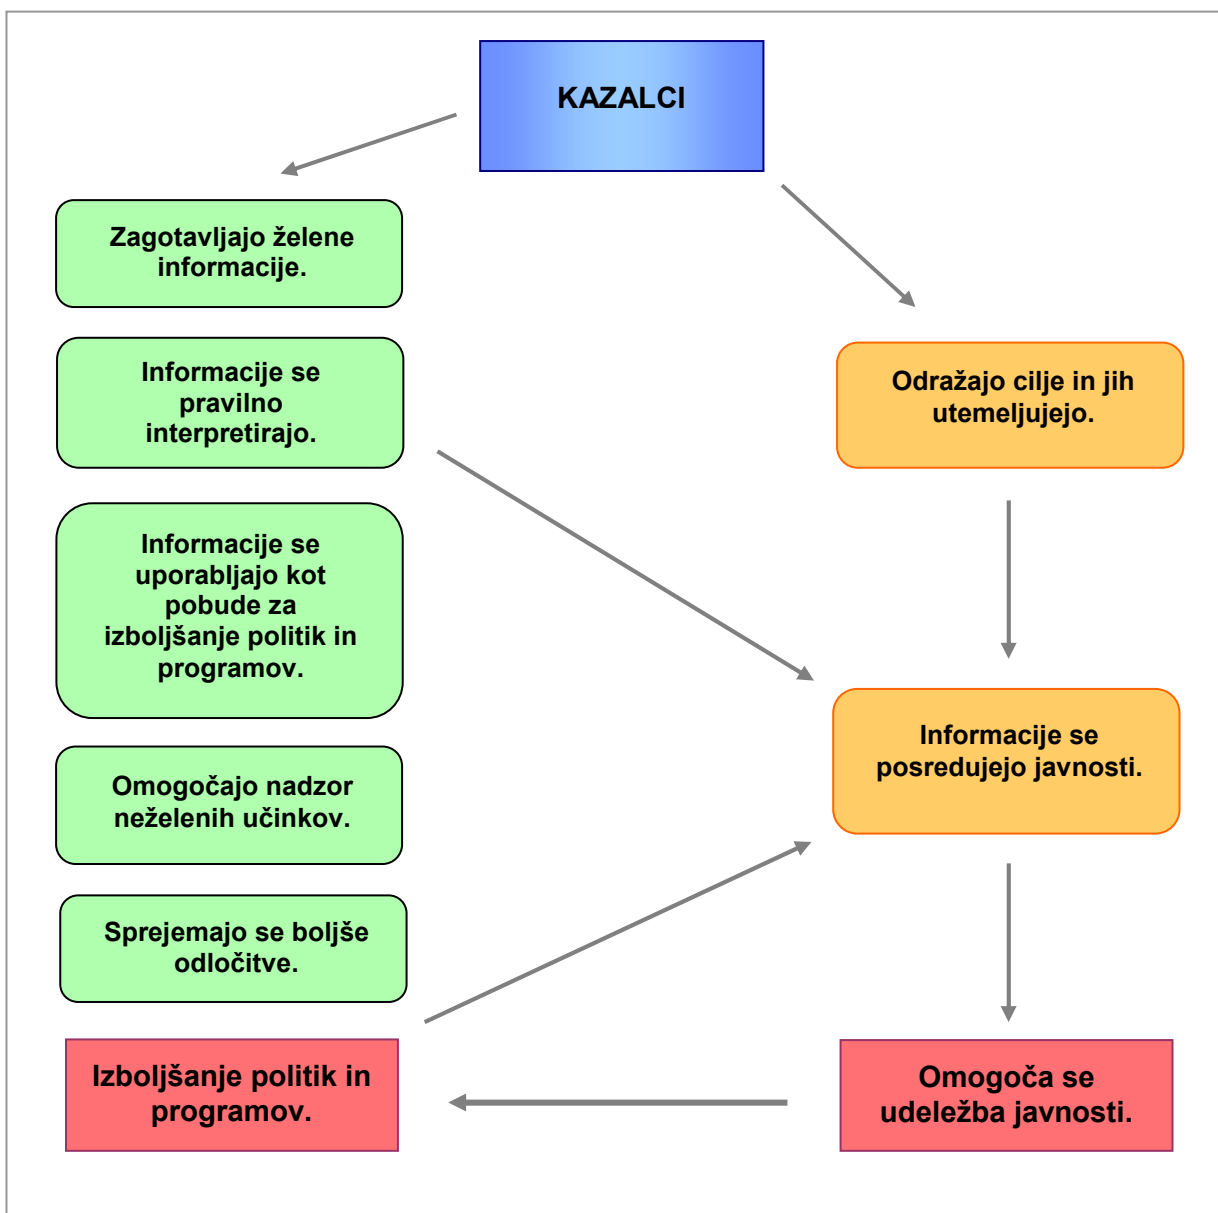 KAZALCI
Zagotavljajo želene
informacije.
Informacije se
pravilno
interpretirajo.
Informacije se
uporabljajo kot
pobude za
izboljšanje politik in
programov.
Omogočajo nadzor
neželenih učinkov.
Sprejemajo se boljše
odločitve.
Izboljšanje politik in
programov.
Odražajo cilje in jih
utemeljujejo.
Informacije se
posredujejo javnosti.
Omogoča se
udeležba javnosti.